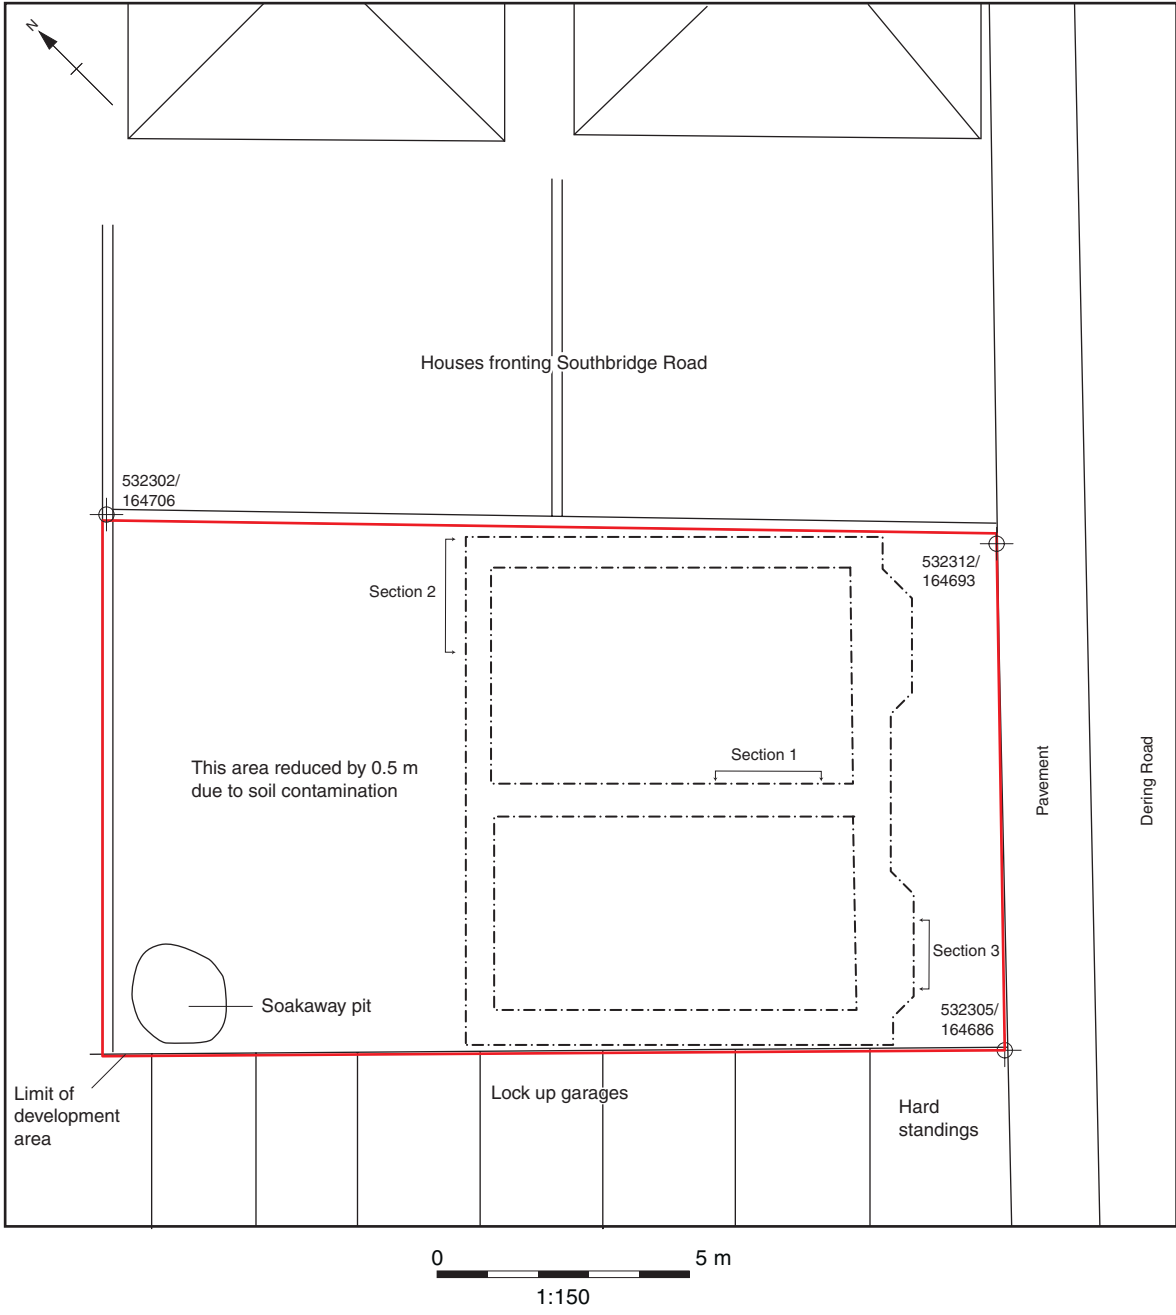 N
Houses fronting Southbridge Road
532302/
164706
532312/
164693
Section 2
Section 1
This area reduced by 0.5 m
due to soil contamination
Pavement
Dering Road
Section 3
Soakaway pit
532305/
164686
Limit of
development
area
Lock up garages
Hard
standings
0 5 m
1:150